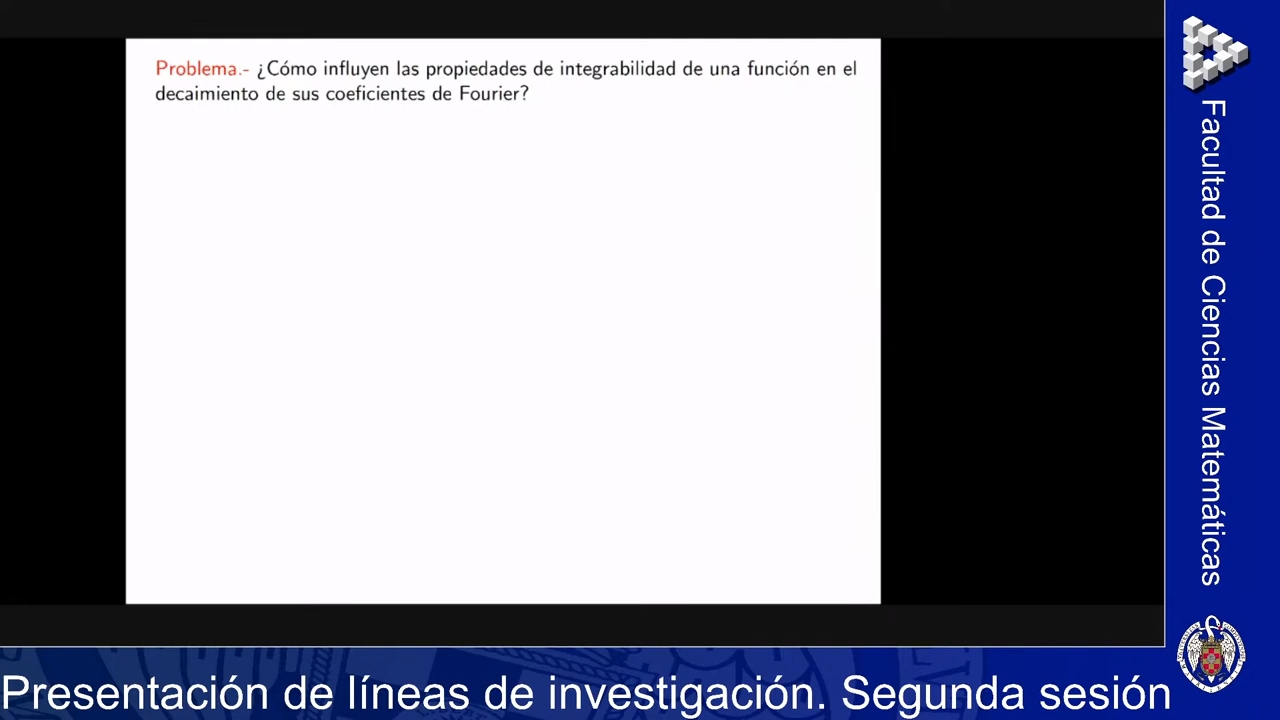 Problema.- ¿Cómo influyen las propiedades de integrabilidad de una función en el
decaimiento de sus coeficientes de Fourier?
Facultad de Ciencias Matemáticas
Presentación de líneas de investigación. Segunda sesión